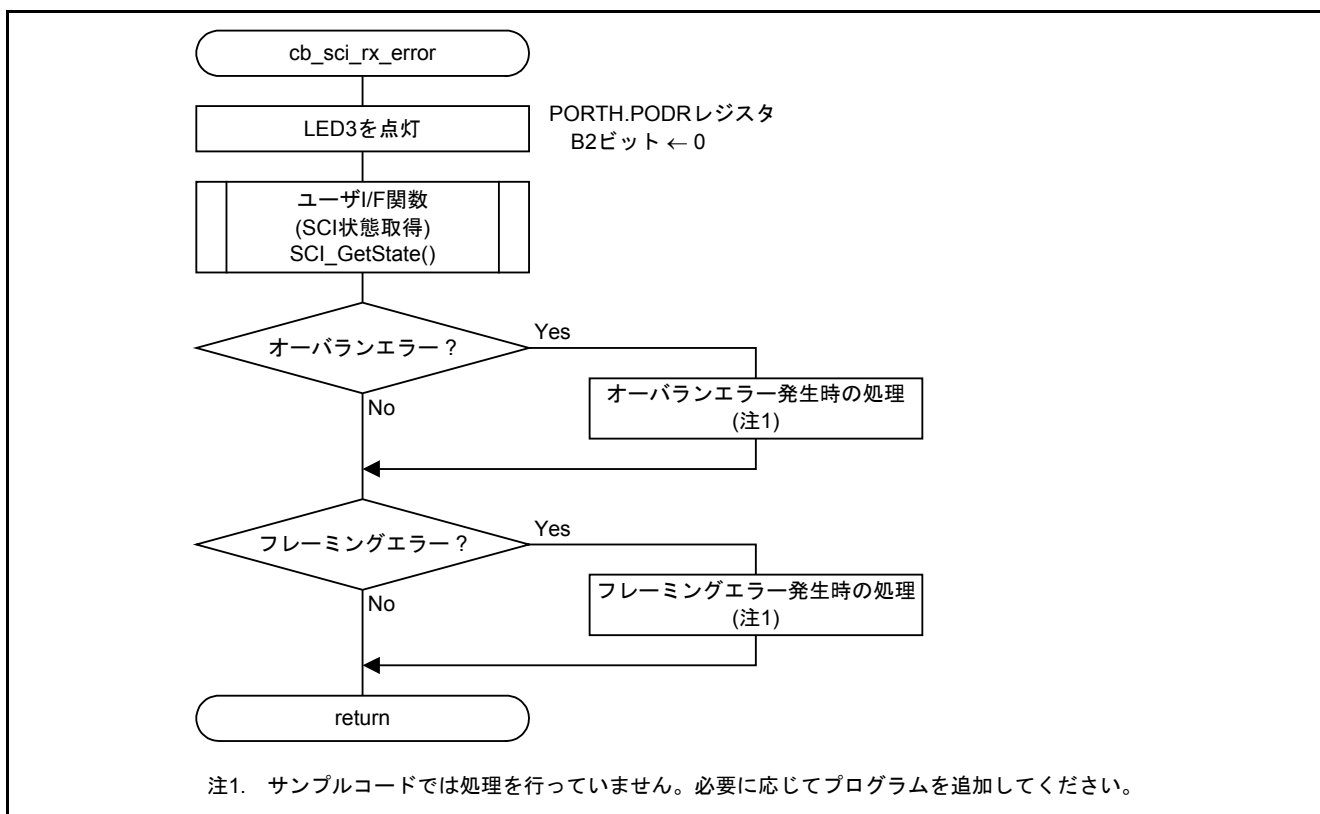 cb_sci_rx_error
LED3を点灯
PORTH.PODRレジスタ
B2ビット ← 0
ユーザI/F関数
(SCI状態取得)
SCI_GetState()
オーバランエラー ?
Yes
オーバランエラー発生時の処理
(注1)
No
フレーミングエラー ?
Yes
フレーミングエラー発生時の処理
(注1)
No
return
注1. サンプルコードでは処理を行っていません。必要に応じてプログラムを追加してください。